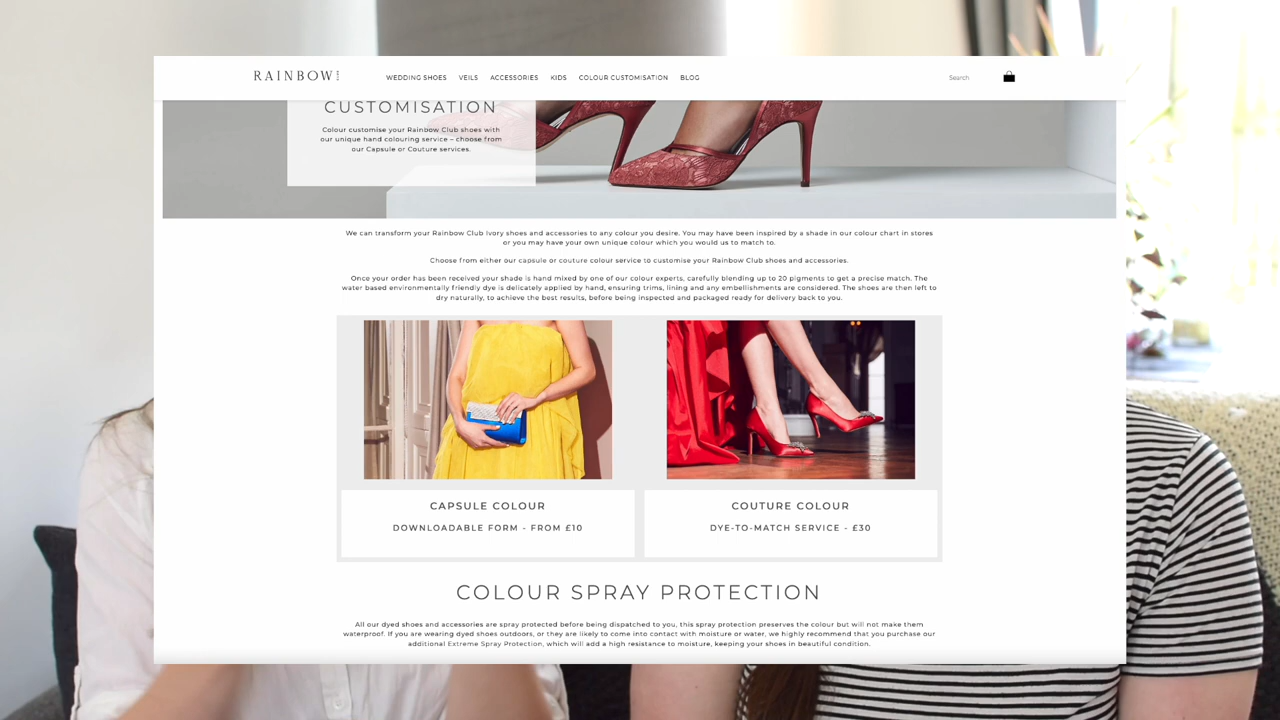 RAINBOW CLUB
WEDDING SHOES VEILS ACCESSORIES KIDS COLOUR CUSTOMISATION BLOG
Search
CUSTOMISATION
Colour customise your Rainbow Club shoes with
our unique hand colouring service – choose from
our Capsule or Couture services.
We can transform your Rainbow Club Ivory shoes and accessories to any colour you desire. You may have been inspired by a shade in our colour chart in stores
or you may have your own unique colour which you would us to match to.
Choose from either our capsule or couture colour service to customise your Rainbow Club shoes and accessories.
Once your order has been received your shade is hand mixed by one of our colour experts, carefully blending up to 20 pigments to get a precise match. The
water based environmentally friendly dye is delicately applied by hand, ensuring trims, lining and any embellishments are considered. The shoes are then left to
dry naturally, to achieve the best results, before being inspected and packaged ready for delivery back to you.
CAPSULE COLOUR
DOWNLOADABLE FORM - FROM £10
COUTURE COLOUR
DYE-TO-MATCH SERVICE - £30
COLOUR SPRAY PROTECTION
All our dyed shoes and accessories are spray protected before being dispatched to you, this spray protection preserves the colour but will not make them
waterproof. If you are wearing dyed shoes outdoors, or they are likely to come into contact with moisture or water, we highly recommend that you purchase our
additional Extreme Spray Protection, which will add a high resistance to moisture, keeping your shoes in beautiful condition.